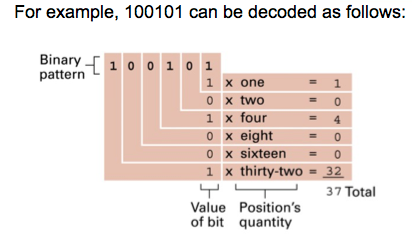 For example, 100101 can be decoded as follows:
Binary pattern { 1 0 0 1 0 1
1 x one = 1
0 x two = 0
1 x four = 4
0 x eight = 0
0 x sixteen = 0
1 x thirty-two = 32
37 Total
Value of bit
Position's quantity